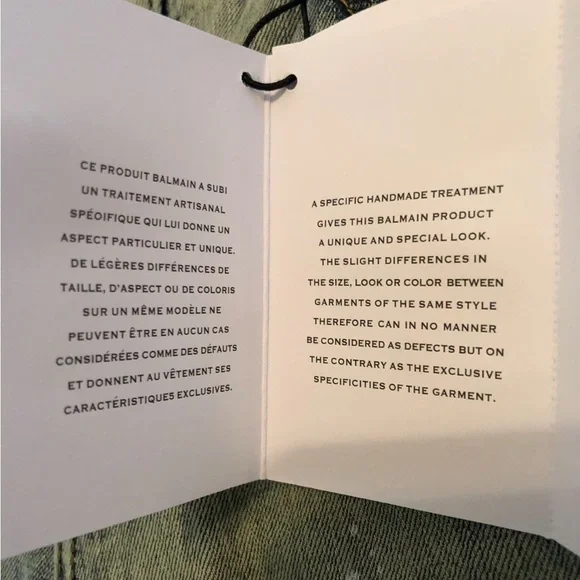 CE PRODUIT BALMAIN A SUBI
UN TRAITEMENT ARTISANAL
SPÉOIFIQUE QUI LUI DONNE UN
ASPECT PARTICULIER ET UNIQUE.
DE LÉGÈRES DIFFÉRENCES DE
TAILLE, D'ASPECT OU DE COLORIS
SUR UN MÊME MODÈLE NE
PEUVENT ÊTRE EN AUCUN CAS
CONSIDÉRÉES COMME DES DÉFAUTS
ET DONNENT AU VÊTEMENT SES
CARACTÉRISTIQUE5 EXCLUSIVES.
A SPECIFIC HANDMADE TREATMENT
GIVES THIS BALMAIN PRODUCT
A UNIQUE AND SPECIAL LOOK.
THE SLIGHT DIFFERENCES IN
THE SIZE, LOOK OR COLOR BETWEEN
GARMENTS OF THE SAME STYLE
THEREFORE CAN IN NO MANNER
BE CONSIDERED AS DEFECTS BUT ON
THE CONTRARY AS THE EXCLUSIVE
SPECIFICITIES OF THE GARMENT.